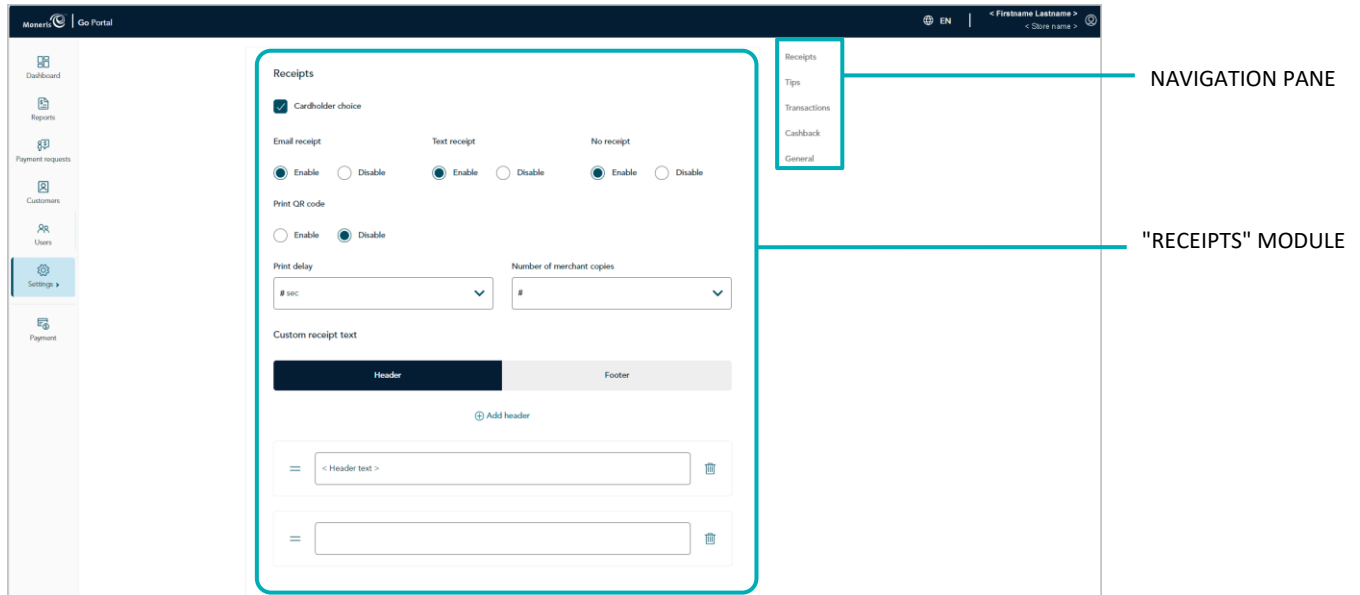 Moneris Go Portal
EN
< Firstname Lastname >
< Store name >
Dashboard
Reports
Payment requests
Customers
Users
Settings
Payment
Receipts
Cardholder choice
Email receipt Text receipt No receipt
Enable Disable Enable Disable Enable Disable
Print QR code
Enable Disable
Print delay Number of merchant copies
# sec #
Custom receipt text
Header Footer
Add header
< Header text >
Receipts
Tips
Transactions
Cashback
General
NAVIGATION PANE
"RECEIPTS" MODULE